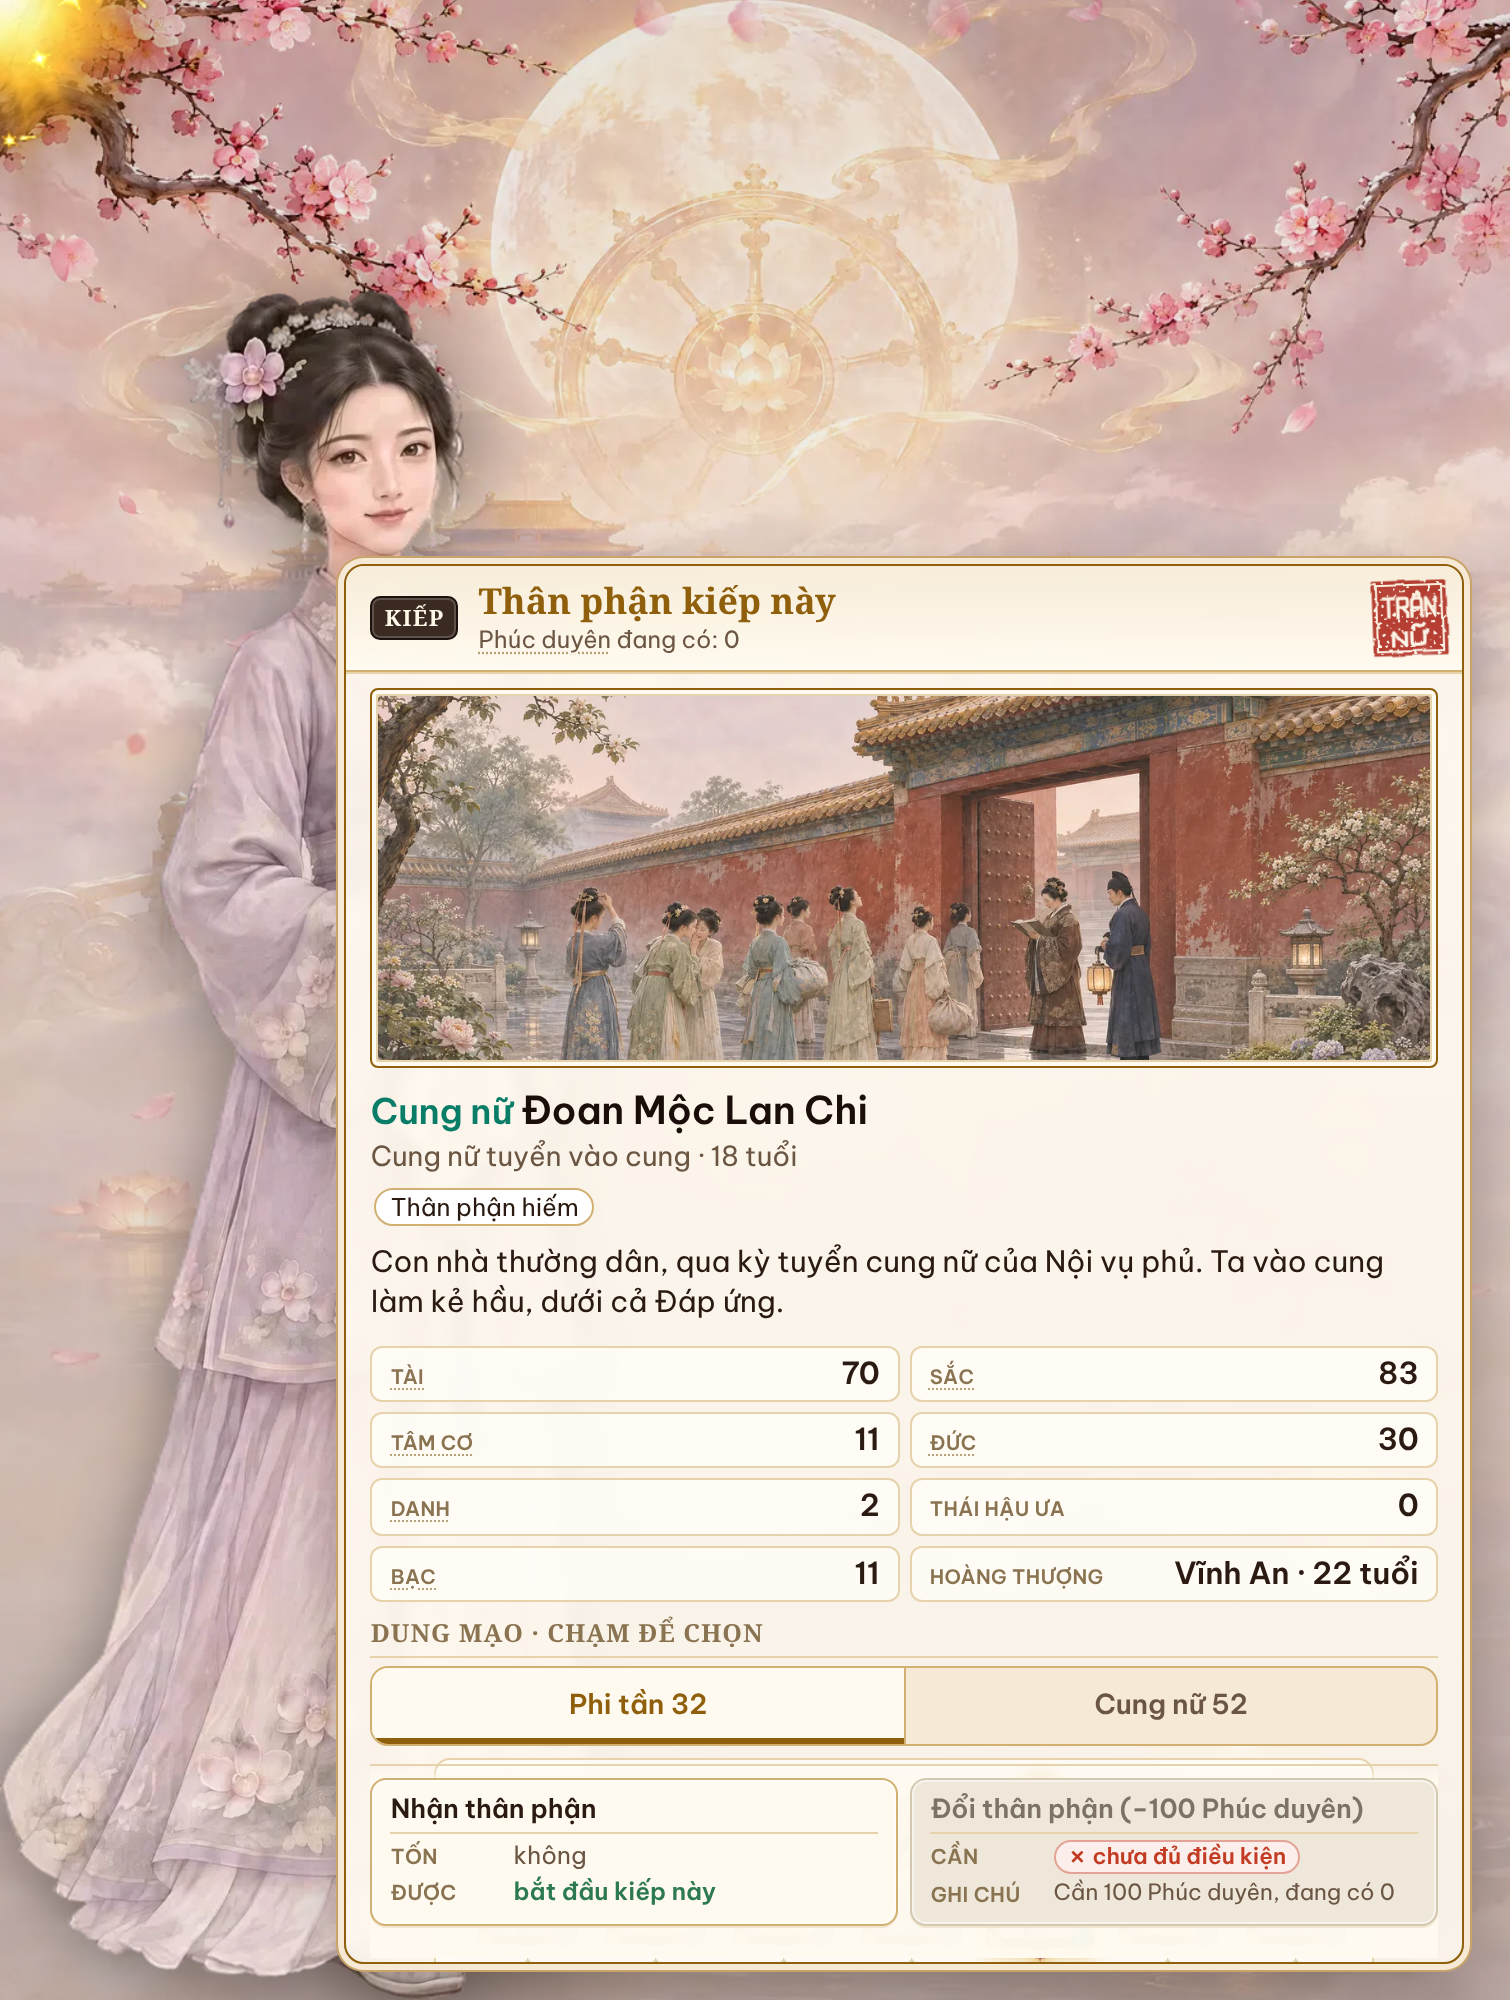 KIẾP
Thân phận kiếp này
Phúc duyên đang có: 0
TRÂN
NỮ
Cung nữ Đoan Mộc Lan Chi
Cung nữ tuyển vào cung · 18 tuổi
Thân phận hiếm
Con nhà thường dân, qua kỳ tuyển cung nữ của Nội vụ phủ. Ta vào cung
làm kẻ hầu, dưới cả Đáp ứng.
TÀI 70
SẮC 83
TÂM CƠ 11
ĐỨC 30
DANH 2
THÁI HẬU ƯA 0
BẠC 11
HOÀNG THƯỢNG Vĩnh An · 22 tuổi
DUNG MẠO · CHẠM ĐỂ CHỌN
Phi tần 32
Cung nữ 52
Nhận thân phận
TỐN không
ĐƯỢC bắt đầu kiếp này
Đổi thân phận (-100 Phúc duyên)
CẦN × chưa đủ điều kiện
GHI CHÚ Cần 100 Phúc duyên, đang có 0